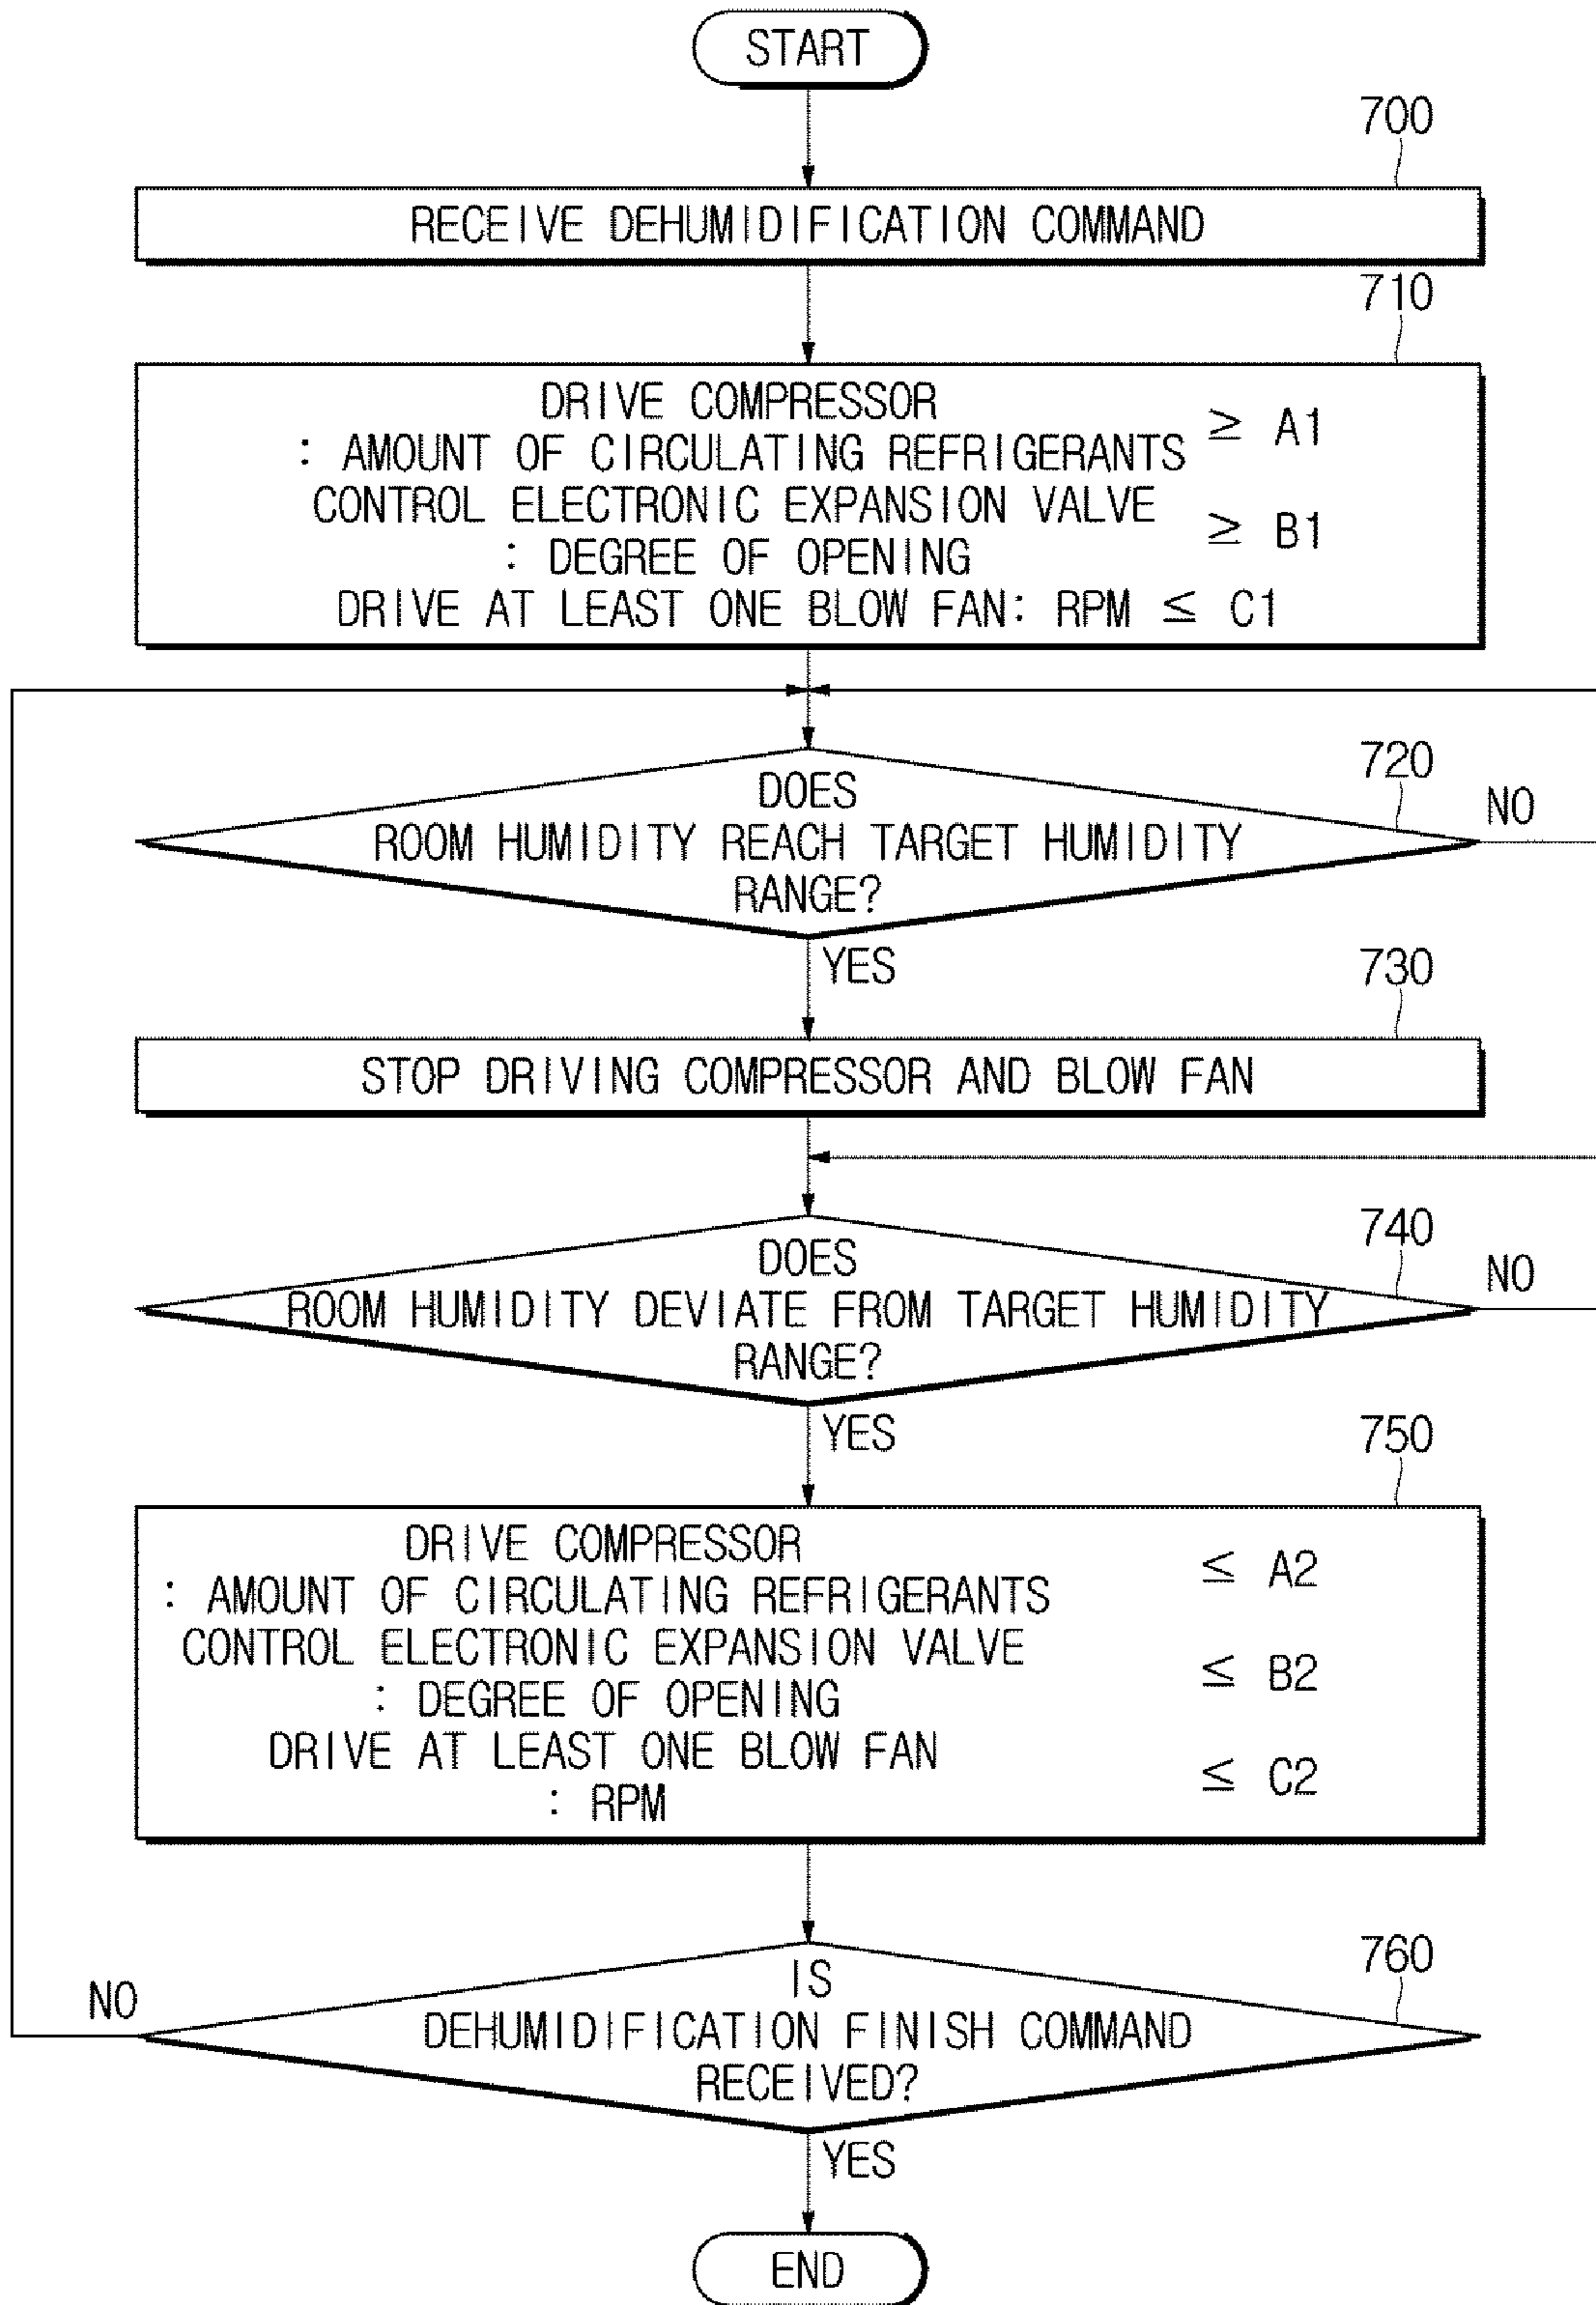 START
700
RECEIVE DEHUMIDIFICATION COMMAND
710
DRIVE COMPRESSOR
: AMOUNT OF CIRCULATING REFRIGERANTS ≥ A1
CONTROL ELECTRONIC EXPANSION VALVE
: DEGREE OF OPENING ≥ B1
DRIVE AT LEAST ONE BLOW FAN: RPM ≤ C1
720
DOES
ROOM HUMIDITY REACH TARGET HUMIDITY
RANGE?
NO
YES
730
STOP DRIVING COMPRESSOR AND BLOW FAN
740
DOES
ROOM HUMIDITY DEVIATE FROM TARGET HUMIDITY
RANGE?
NO
YES
750
DRIVE COMPRESSOR
: AMOUNT OF CIRCULATING REFRIGERANTS ≤ A2
CONTROL ELECTRONIC EXPANSION VALVE
: DEGREE OF OPENING ≤ B2
DRIVE AT LEAST ONE BLOW FAN
: RPM ≤ C2
760
IS
DEHUMIDIFICATION FINISH COMMAND
RECEIVED?
NO
YES
END